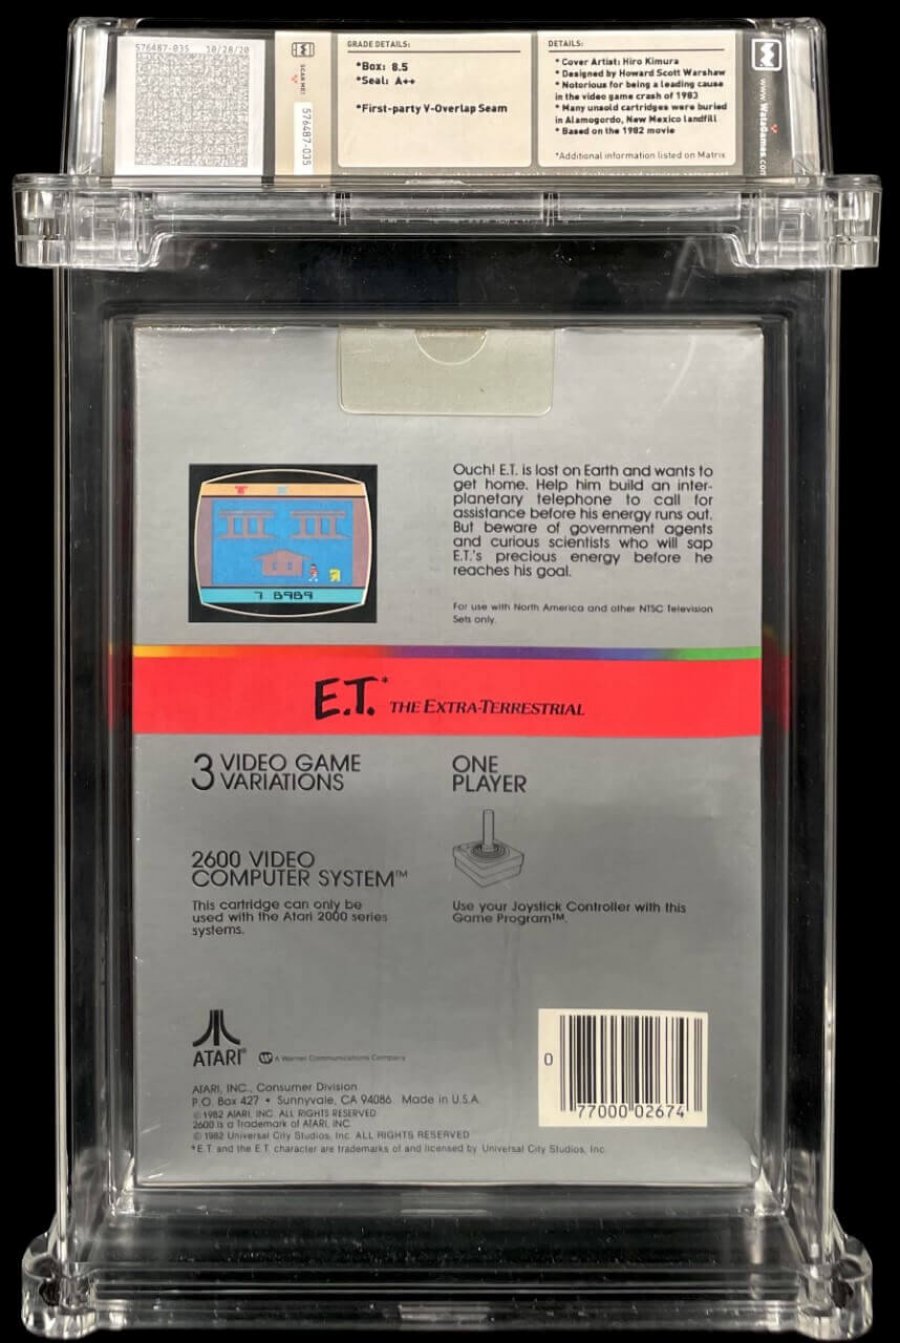 576487-035 10/28/20
SCAN ME!
576487-035
GRADE DETAILS:
*Box: 8.5
*Seal: A++
*First-party V-Overlap Seam
DETAILS:
* Cover Artist: Hiro Kimura
* Designed by Howard Scott Warshaw
* Notorious for being a leading cause
in the video game crash of 1983
* Many unsold cartridges were buried
in Alamogordo, New Mexico landfill
* Based on the 1982 movie
*Additional information listed on Matrix
www.WataGames.com
Ouch! E.T. is lost on Earth and wants to
get home. Help him build an inter-
planetary telephone to call for
assistance before his energy runs out.
But beware of government agents
and curious scientists who will sap
E.T.'s precious energy before he
reaches his goal.
For use with North America and other NTSC Television
Sets only.
7 8989
E.T.* THE EXTRA-TERRESTRIAL
3 VIDEO GAME
VARIATIONS
ONE
PLAYER
2600 VIDEO
COMPUTER SYSTEM™
This cartridge can only be
used with the Atari 2600 series
systems.
Use your Joystick Controller with this
Game Program™.
ATARI® A Warner Communications Company
ATARI, INC., Consumer Division
P.O. Box 427 • Sunnyvale, CA 94086 Made in U.S.A.
© 1982 ATARI, INC. ALL RIGHTS RESERVED
2600 is a trademark of ATARI, INC.
© 1982 Universal City Studios, Inc. ALL RIGHTS RESERVED
*E.T. and the E.T. character are trademarks of and licensed by Universal City Studios, Inc.
0 77000 02674